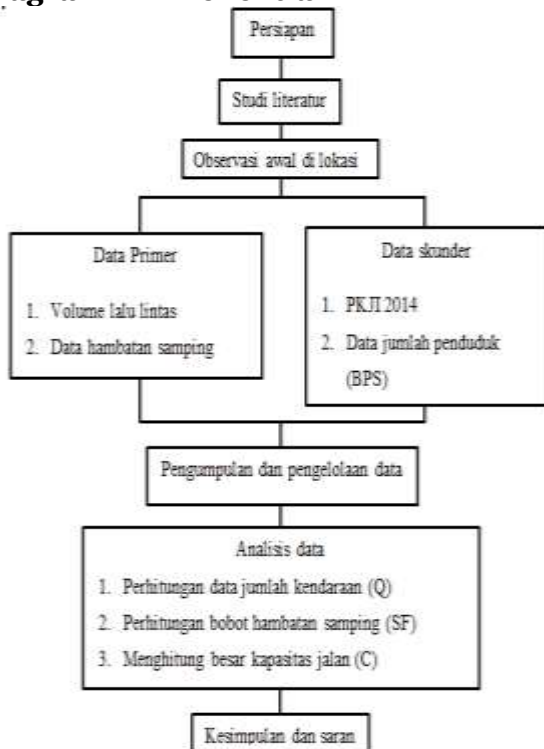 Persiapan
Studi literatur
Observasi awal di lokasi
Data Primer
1. Volume lalu lintas
2. Data hambatan samping
Data skunder
1. PKJI 2014
2. Data jumlah penduduk
(BPS)
Pengumpulan dan pengelolaan data
Analisis data
1. Perhitungan data jumlah kendaraan (Q)
2. Perhitungan bobot hambatan samping (SF)
3. Menghitung besar kapasitas jalan (C)
Kesimpulan dan saran